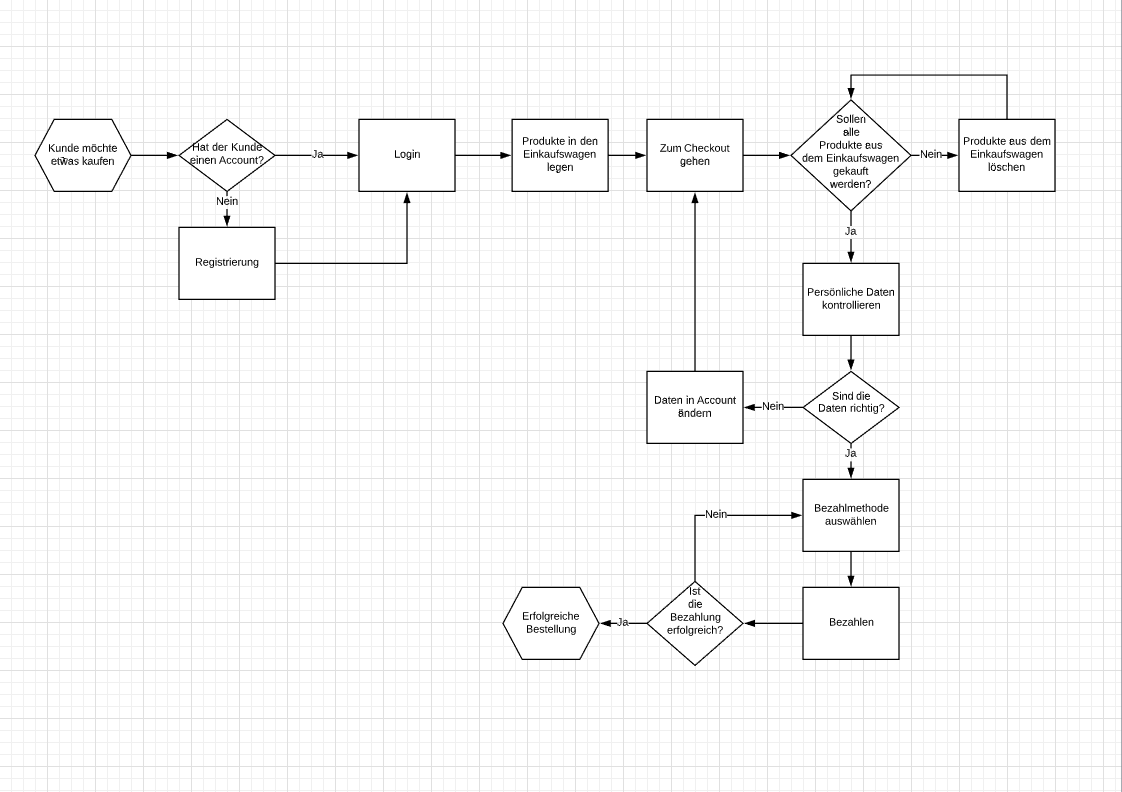 Kunde möchte
etwas kaufen
Hat der Kunde
einen Account?
Ja
Nein
Registrierung
Login
Produkte in den
Einkaufswagen
legen
Zum Checkout
gehen
Sollen
alle
Produkte aus
dem Einkaufswagen
gekauft
werden?
Nein
Produkte aus dem
Einkaufswagen
löschen
Ja
Persönliche Daten
kontrollieren
Sind die
Daten richtig?
Nein
Daten in Account
ändern
Ja
Bezahlmethode
auswählen
Bezahlen
Ist
die
Bezahlung
erfolgreich?
Nein
Ja
Erfolgreiche
Bestellung